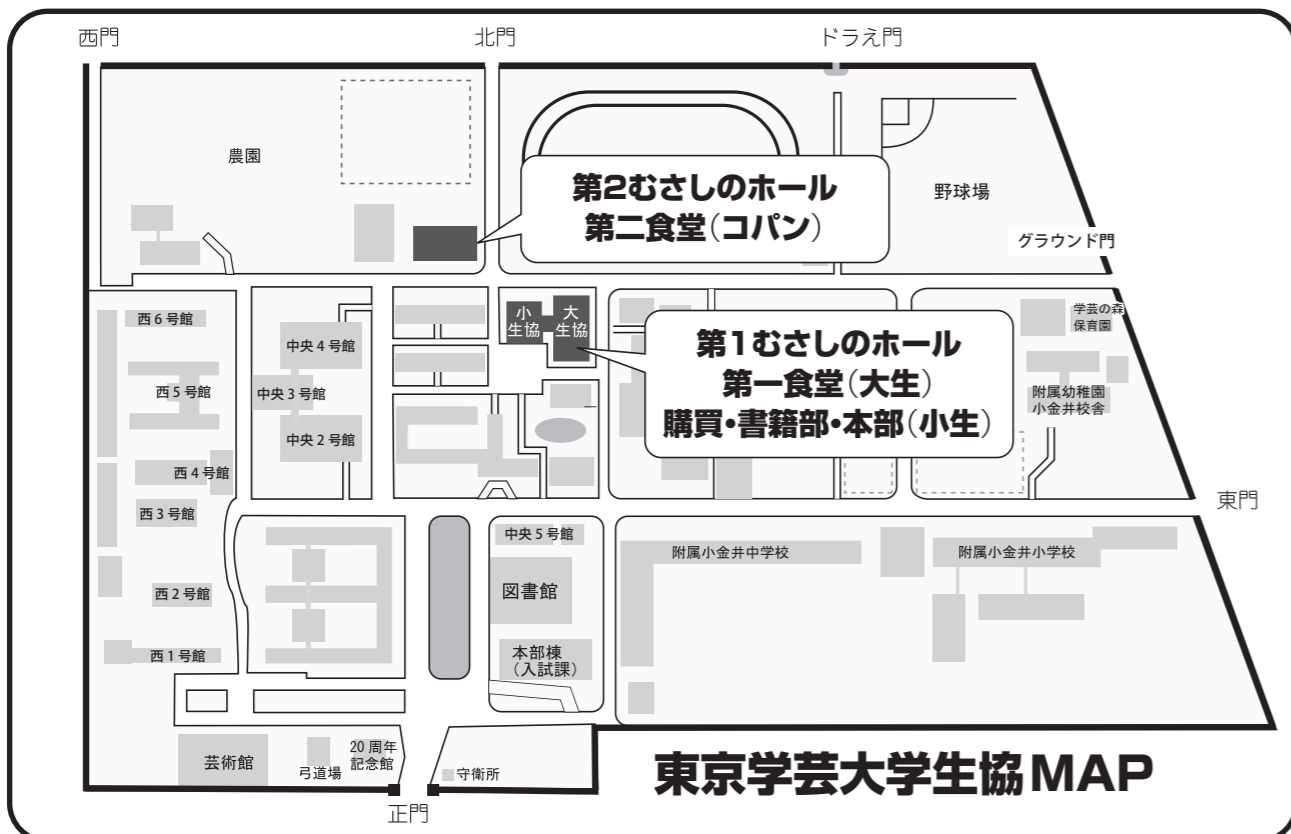 西門
北門
ドラえ門
農園
第2むさしのホール
第二食堂(コパン)
野球場
グラウンド門
小
生協
大
生協
学芸の森
保育園
西6号館
中央4号館
第1むさしのホール
第一食堂(大生)
購買・書籍部・本部(小生)
西5号館
中央3号館
附属幼稚園
小金井校舎
中央2号館
西4号館
西3号館
東門
中央5号館
附属小金井中学校
附属小金井小学校
西2号館
図書館
西1号館
本部棟
(入試課)
芸術館
弓道場
20周年
記念館
守衛所
東京学芸大学生協MAP
正門